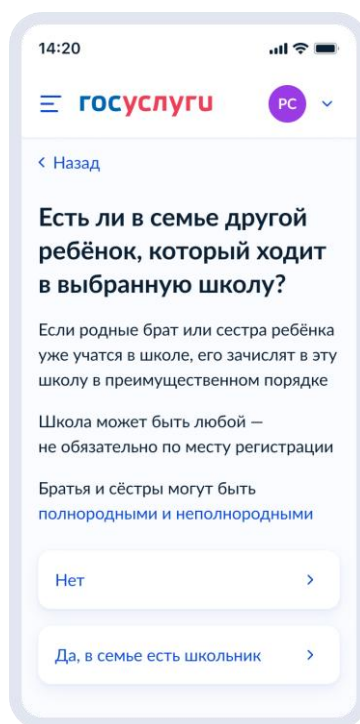 14:20
госуслуги
РС
Назад
Есть ли в семье другой
ребёнок, который ходит
в выбранную школу?
Если родные брат или сестра ребёнка
уже учатся в школе, его зачислят в эту
школу в преимущественном порядке
Школа может быть любой —
не обязательно по месту регистрации
Братья и сёстры могут быть
полнородными и неполнородными
Нет
Да, в семье есть школьник